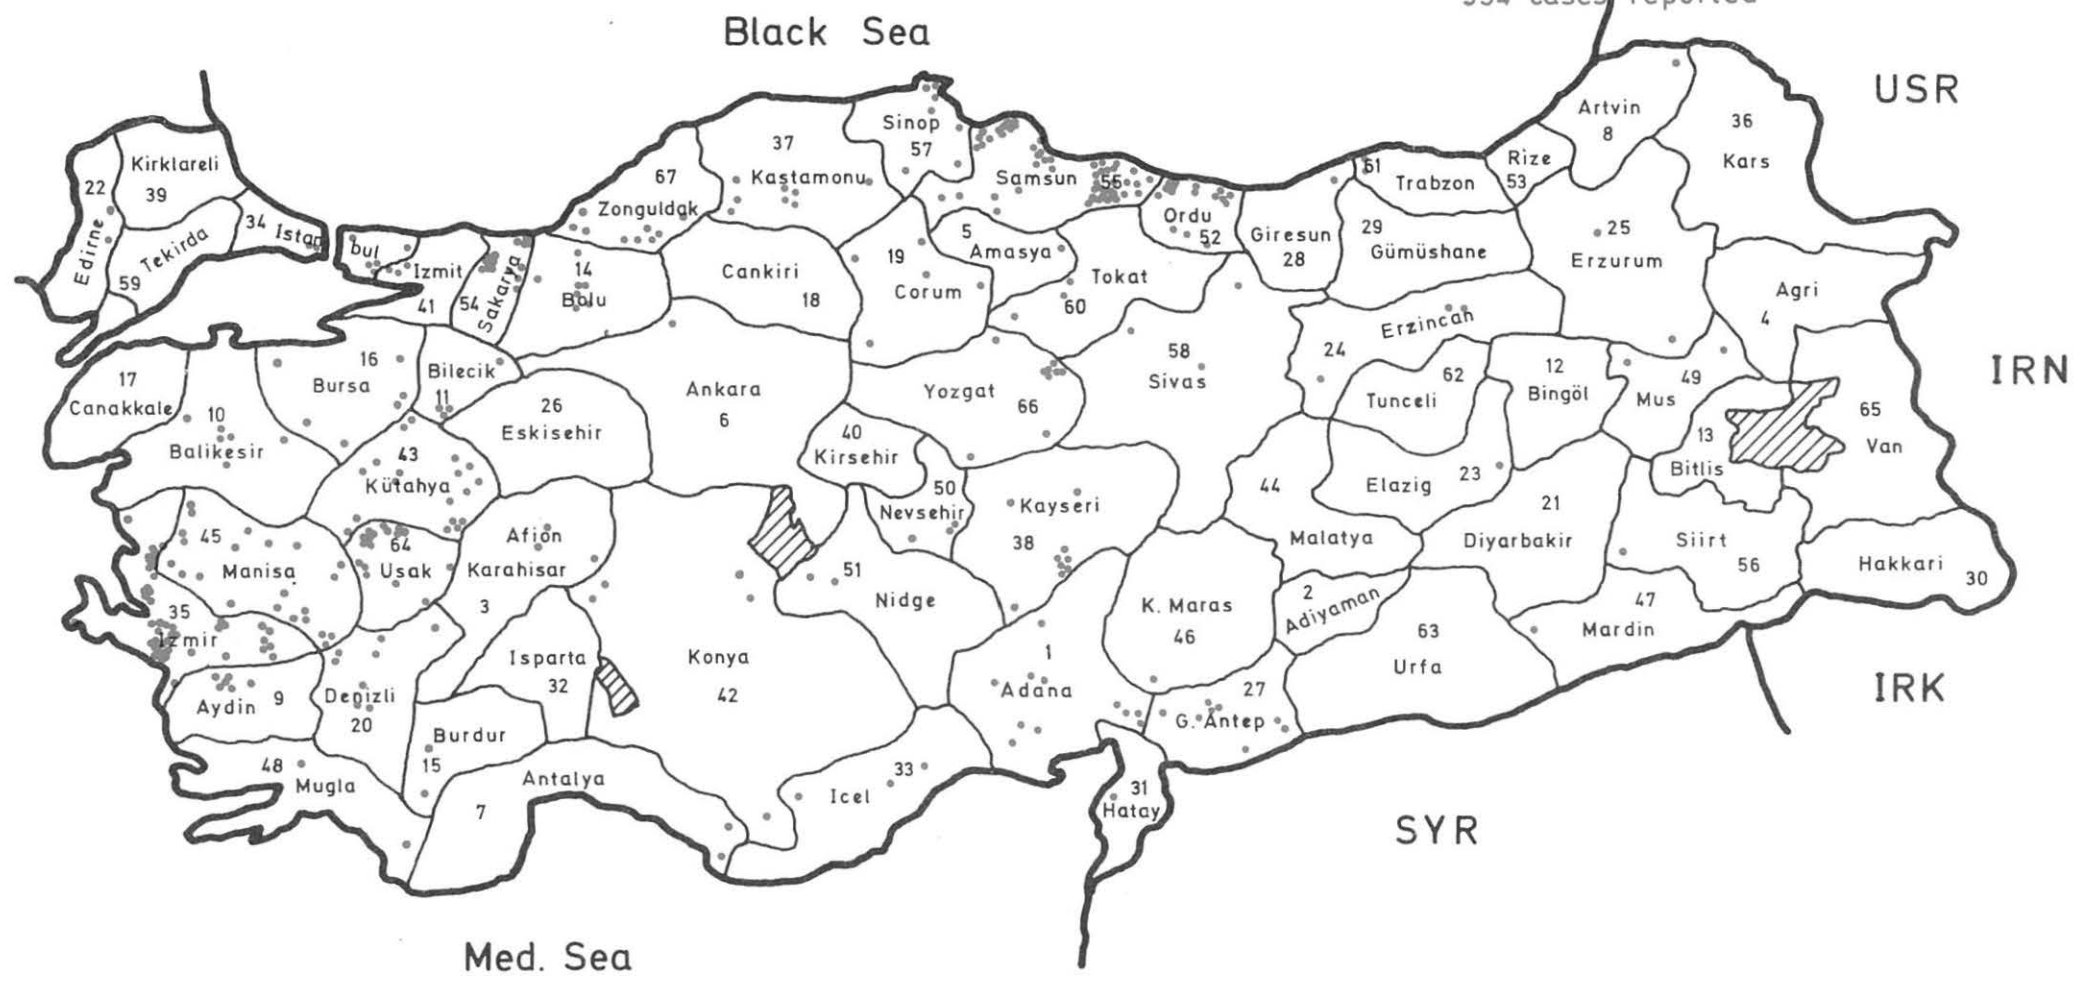 cases reported
Black Sea
USR
Artvin
8
36
Kars
Sinop
57
37
Kastamonu
Kirklareli
39
22
Edirne
67
Zonguldak
Samsun
55
61
Trabzon
Rize
53
34 Istan
bul
59 Tekirda
Izmit
41
54 Sakarya
14
Bolu
Cankiri
18
19
Corum
5
Amasya
Tokat
60
Ordu
52
Giresun
28
29
Gümüshane
25
Erzurum
Agri
4
Erzincan
24
IRN
17
Canakkale
16
Bursa
Bilecik
11
10
Balikesir
26
Eskisehir
Ankara
6
Yozgat
66
58
Sivas
62
Tunceli
12
Bingöl
49
Mus
13
Bitlis
65
Van
43
Kütahya
40
Kirsehir
50
Nevsehir
Kayseri
38
44
Malatya
Elazig 23
21
Diyarbakir
Siirt
56
Hakkari 30
45
Manisa
64
Usak
Afion
Karahisar
3
51
Nidge
K. Maras
46
2
Adiyaman
63
Urfa
47
Mardin
35
Izmir
Aydin 9
Denizli
20
Isparta
32
Konya
42
1
Adana
27
G. Antep
IRK
48
Mugla
Burdur
15
Antalya
7
33
Icel
31
Hatay
SYR
Med. Sea